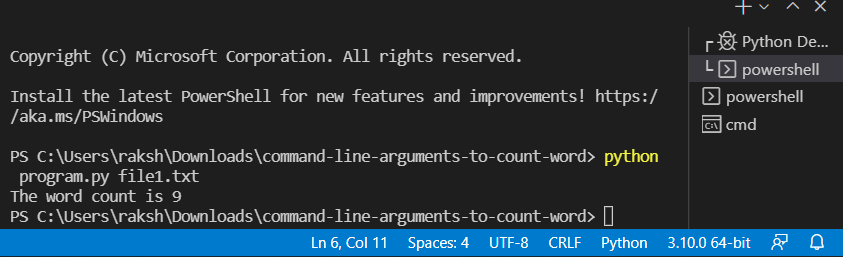 Copyright (C) Microsoft Corporation. All rights reserved.
Install the latest PowerShell for new features and improvements! https:/
/aka.ms/PSWindows
PS C:\Users\raksh\Downloads\command-line-arguments-to-count-word> python
program.py file1.txt
The word count is 9
PS C:\Users\raksh\Downloads\command-line-arguments-to-count-word>
Python De...
powershell
powershell
cmd
Ln 6, Col 11 Spaces: 4 UTF-8 CRLF Python 3.10.0 64-bit